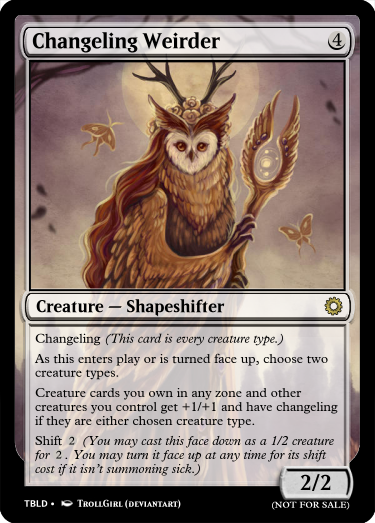 Changeling Weirder 4
Creature — Shapeshifter
Changeling (This card is every creature type.)
As this enters play or is turned face up, choose two
creature types.
Creature cards you own in any zone and other
creatures you control get +1/+1 and have changeling
if they are either chosen creature type.
Shift 2 (You may cast this face down as a 1/2 creature
for 2 . You may turn it face up at any time for its shift
cost if it isn't summoning sick.)
2/2
TBLD • TrollGirl (deviantart)
(NOT FOR SALE)